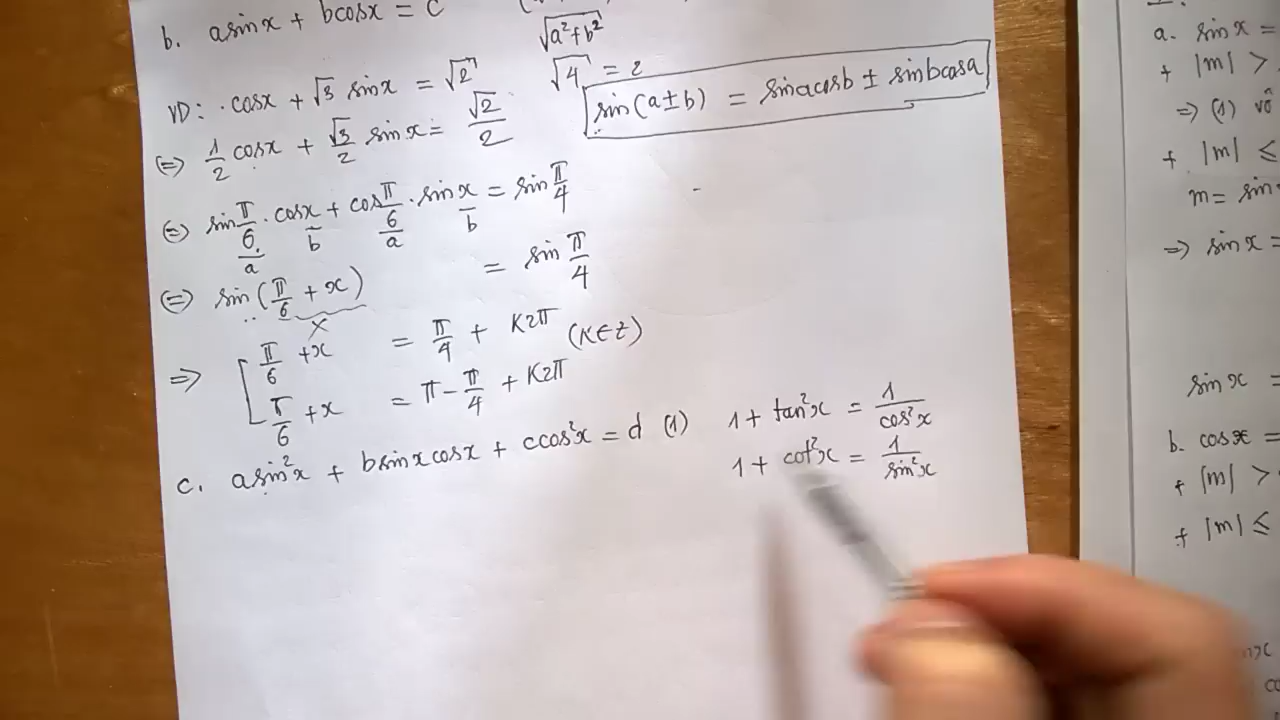 b. asinx + bcosx = c
√a²+b²
VD: cosx + √3 sinx = √2
√4 = 2
sin(a±b) = sinacosb ± sinbcosa
⇔ 1/2 cosx + √3/2 sinx = √2/2
⇔ sin π/6 . cosx + cos π/6 . sinx = sin π/4
a b a b
⇔ sin(π/6 + x) = sin π/4
X
⇒ [ π/6 + x = π/4 + K2π (K∈Z)
π/6 + x = π - π/4 + K2π
c. asin²x + bsinxcosx + ccos²x = d (1)
1 + tan²x = 1/cos²x
1 + cot²x = 1/sin²x
a. sinx =
+ |m| >
⇒ (1) vô
+ |m| ≤
m = sin
⇒ sinx =
sinx =
b. cosx =
+ |m| >
+ |m| ≤